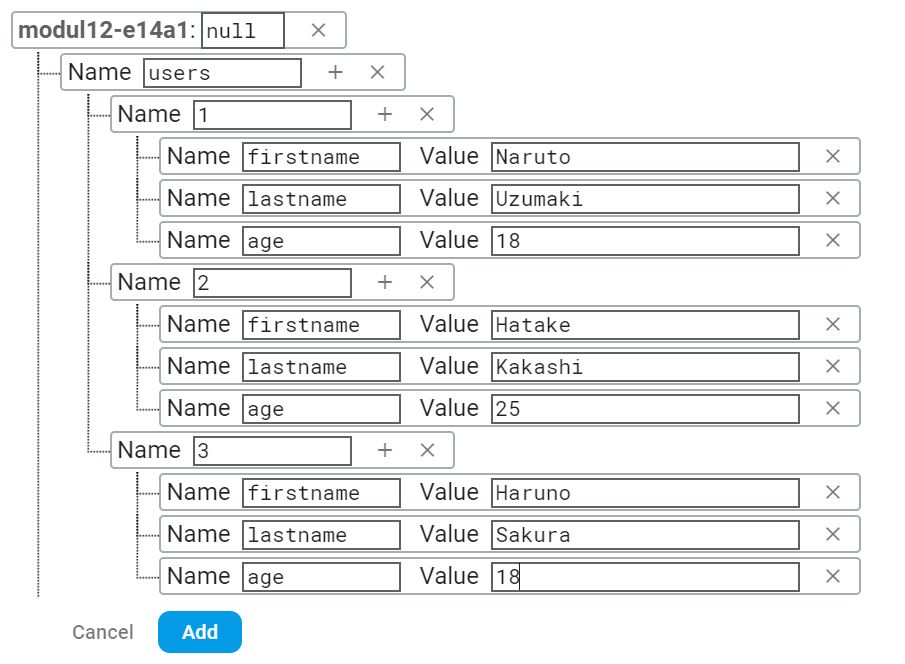 modul12-e14a1: null ×
Name users + ×
Name 1 + ×
Name firstname Value Naruto ×
Name lastname Value Uzumaki ×
Name age Value 18 ×
Name 2 + ×
Name firstname Value Hatake ×
Name lastname Value Kakashi ×
Name age Value 25 ×
Name 3 + ×
Name firstname Value Haruno ×
Name lastname Value Sakura ×
Name age Value 18 ×
Cancel Add